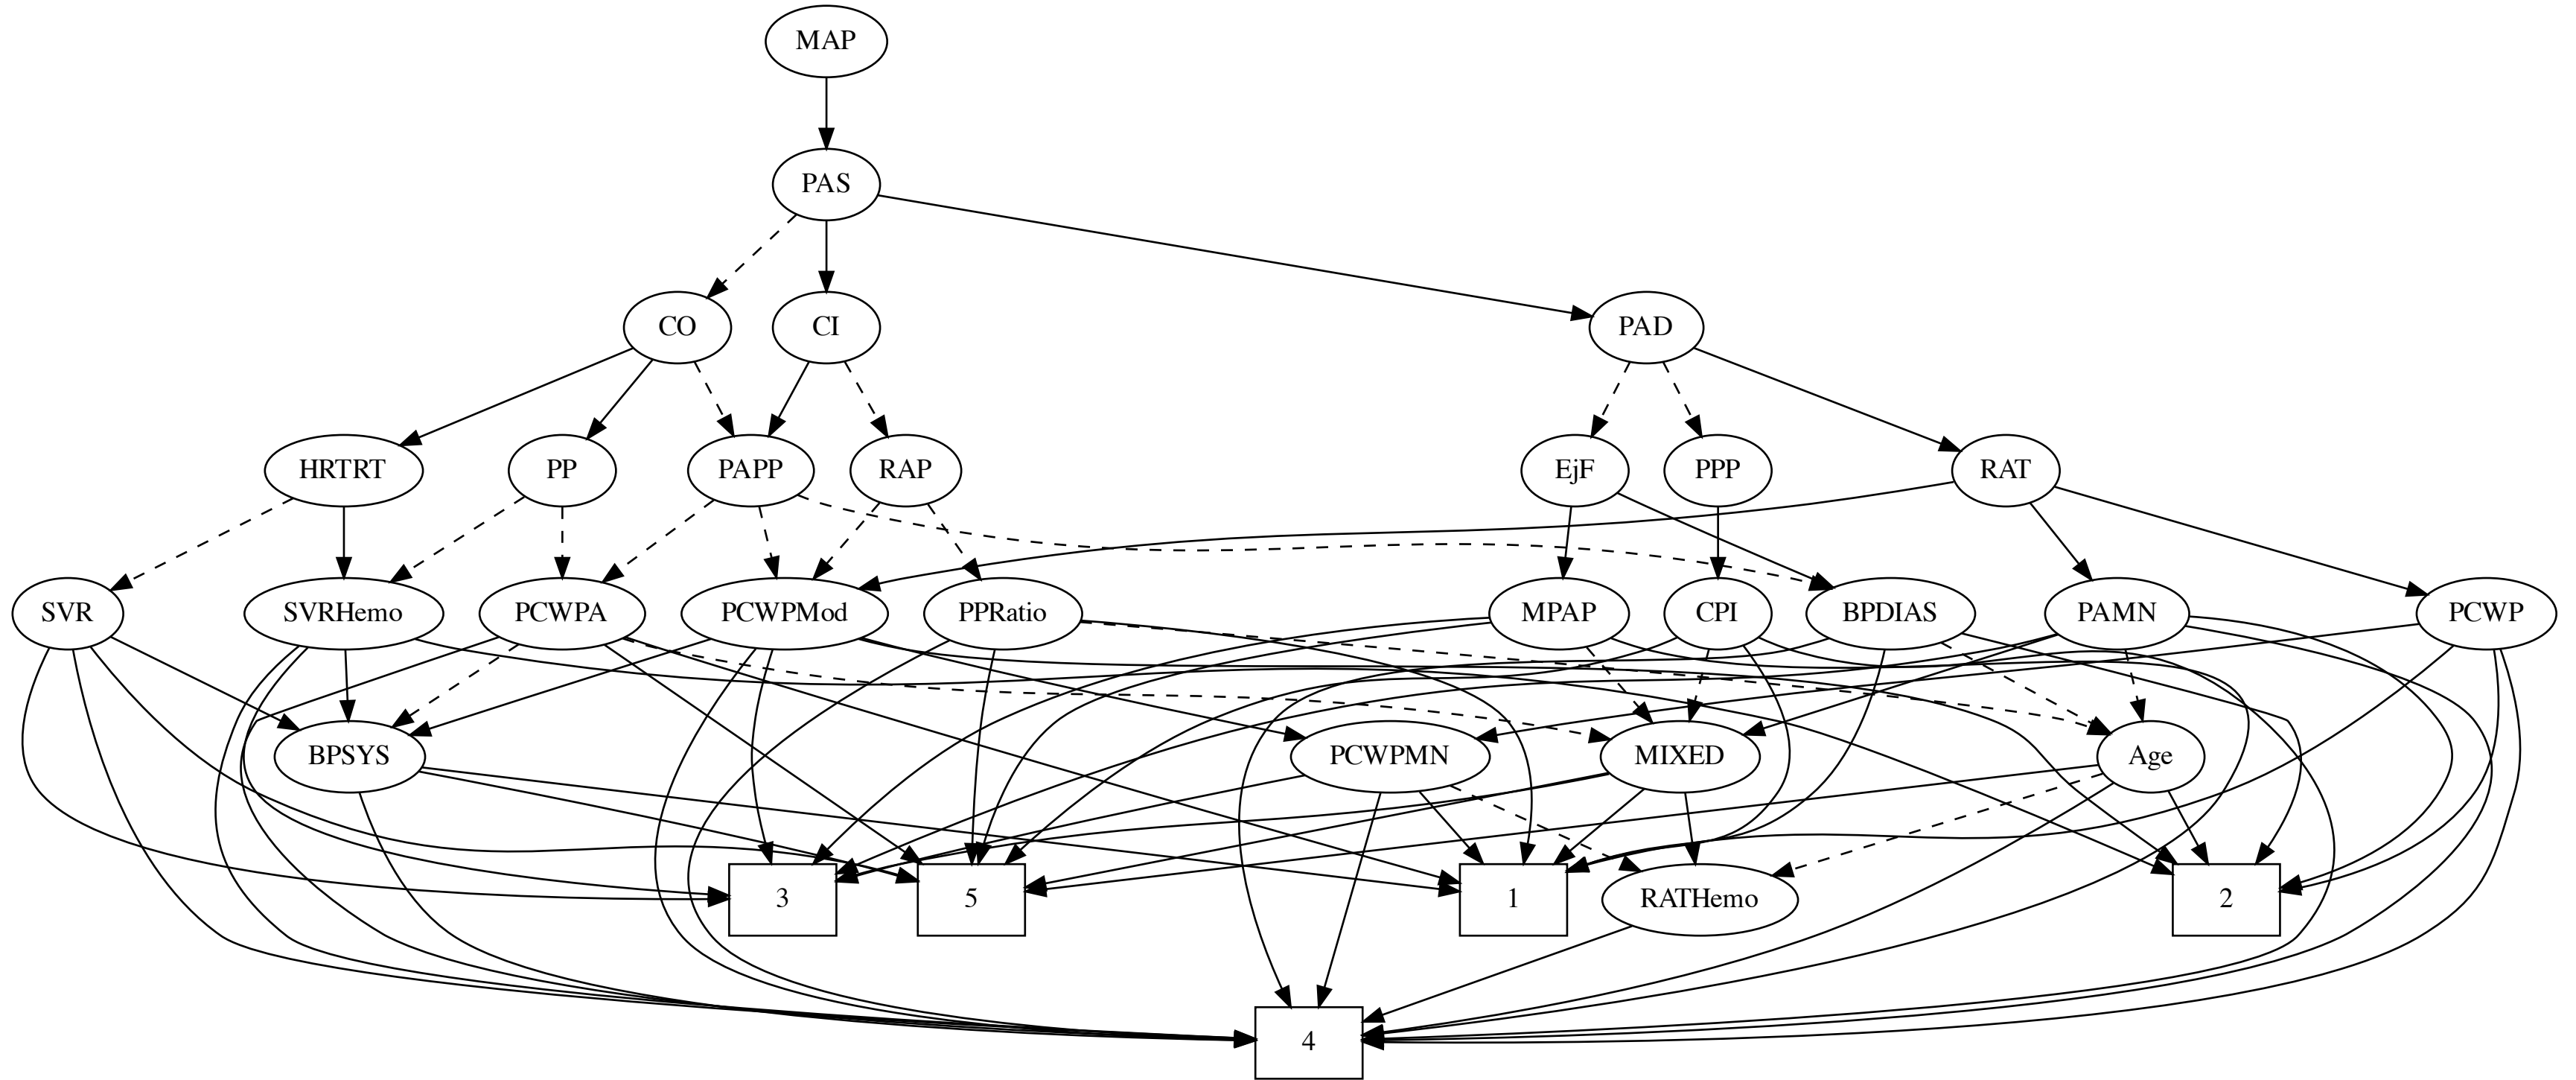 MAP
PAS
CO
CI
PAD
HRTRT
PP
PAPP
RAP
EjF
PPP
RAT
SVR
SVRHemo
PCWPA
PCWPMod
PPRatio
MPAP
CPI
BPDIAS
PAMN
PCWP
BPSYS
PCWPMN
MIXED
Age
3
5
1
RATHemo
2
4